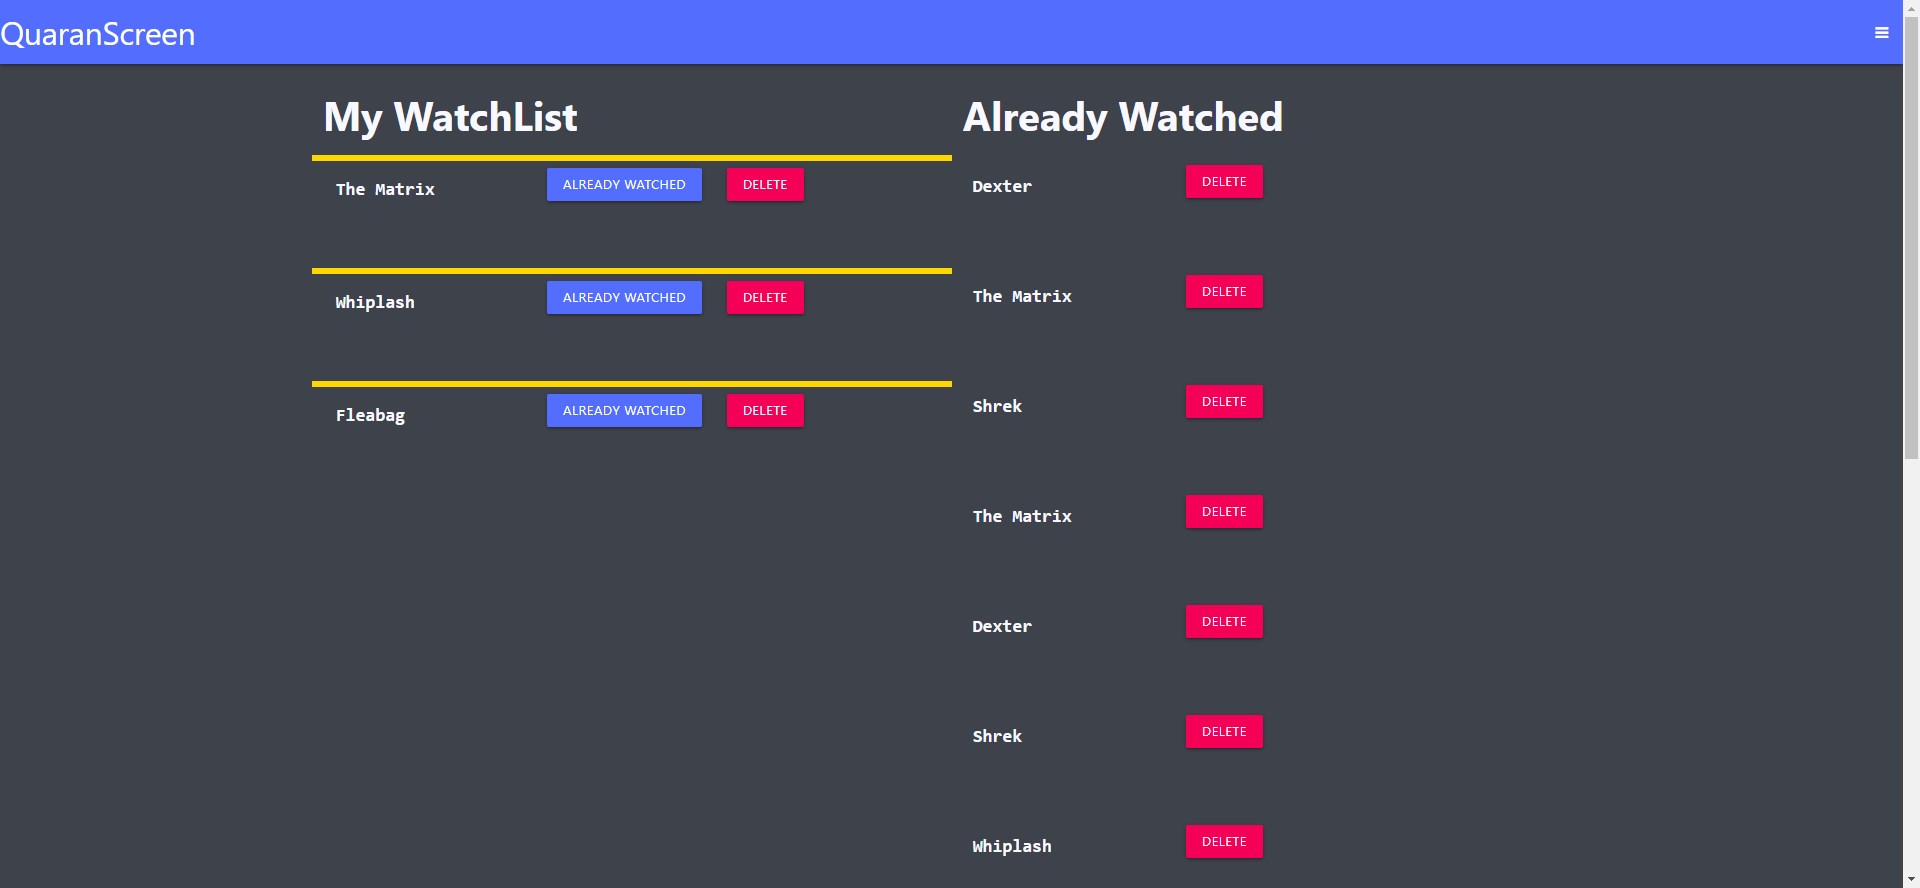 QuaranScreen
My WatchList
The Matrix ALREADY WATCHED DELETE
Whiplash ALREADY WATCHED DELETE
Fleabag ALREADY WATCHED DELETE
Already Watched
Dexter DELETE
The Matrix DELETE
Shrek DELETE
The Matrix DELETE
Dexter DELETE
Shrek DELETE
Whiplash DELETE